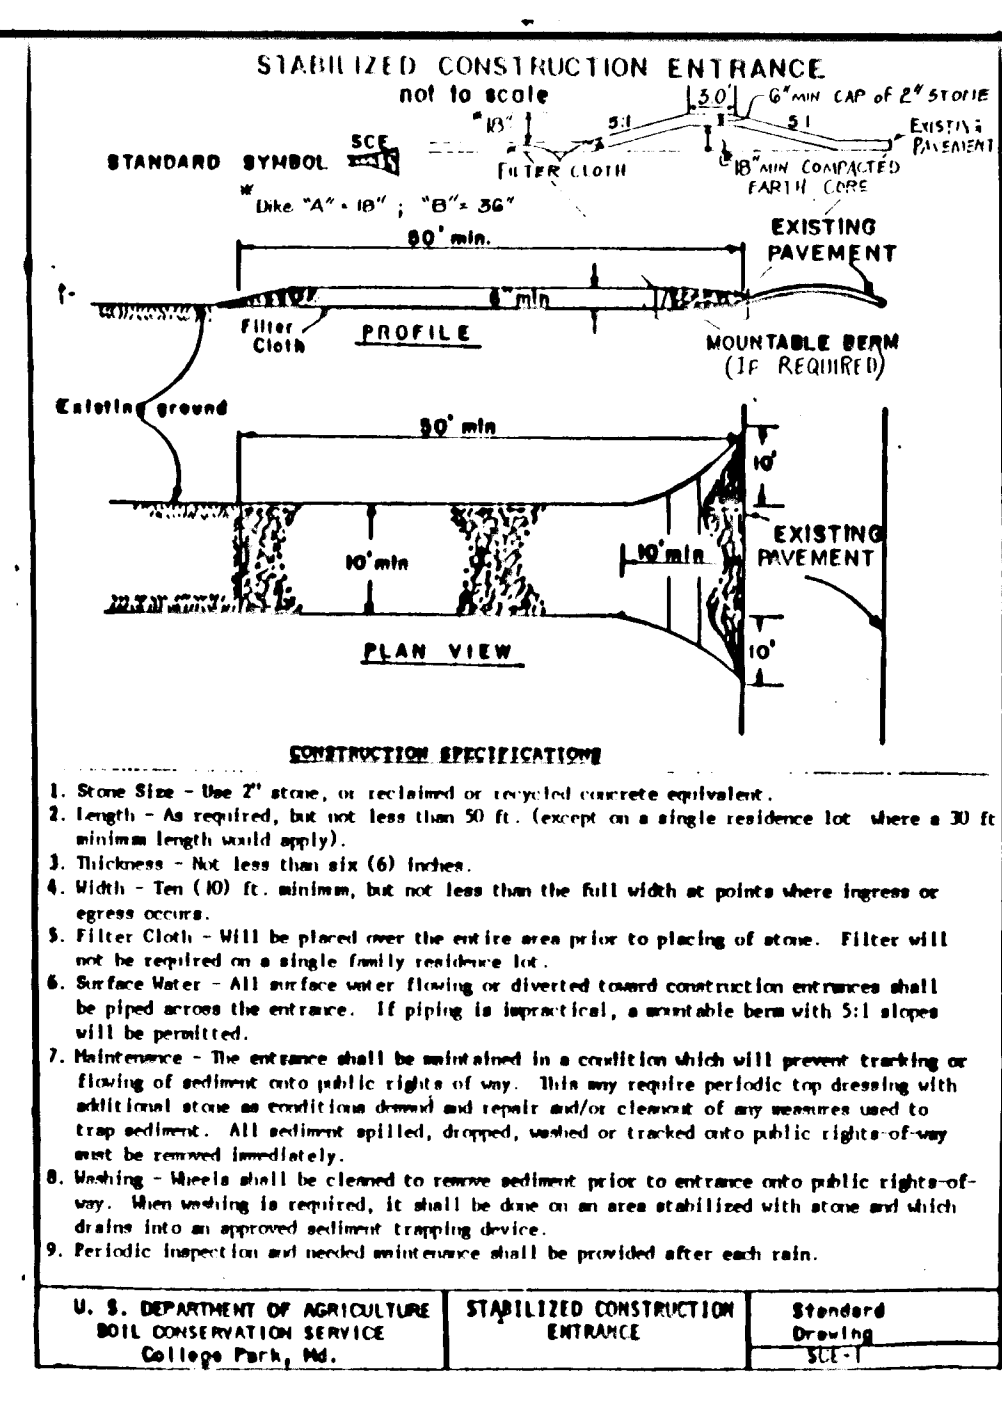 STABILIZED CONSTRUCTION ENTRANCE
not to scale
3.0'
6" MIN CAP OF 2" STONE
*18"
5:1
5:1
EXISTING
PAVEMENT
SCE
STANDARD SYMBOL
FILTER CLOTH
18" MIN COMPACTED
EARTH CORE
* Dike "A" = 18" ; "B" = 36"
50' min.
EXISTING
PAVEMENT
6" min
Filter
Cloth
PROFILE
MOUNTABLE BERM
(IF REQUIRED)
Existing ground
50' min
10'
10' min
10' min
EXISTING
PAVEMENT
10'
PLAN VIEW
CONSTRUCTION SPECIFICATIONS
1. Stone Size - Use 2" stone, or reclaimed or recycled concrete equivalent.
2. Length - As required, but not less than 50 ft. (except on a single residence lot where a 30 ft
minimum length would apply).
3. Thickness - Not less than six (6) inches.
4. Width - Ten (10) ft. minimum, but not less than the full width at points where ingress or
egress occurs.
5. Filter Cloth - Will be placed over the entire area prior to placing of stone. Filter will
not be required on a single family residence lot.
6. Surface Water - All surface water flowing or diverted toward construction entrances shall
be piped across the entrance. If piping is impractical, a mountable berm with 5:1 slopes
will be permitted.
7. Maintenance - The entrance shall be maintained in a condition which will prevent tracking or
flowing of sediment onto public rights of way. This may require periodic top dressing with
additional stone as conditions demand and repair and/or cleanout of any measures used to
trap sediment. All sediment spilled, dropped, washed or tracked onto public rights-of-way
must be removed immediately.
8. Washing - Wheels shall be cleaned to remove sediment prior to entrance onto public rights-of-
way. When washing is required, it shall be done on an area stabilized with stone and which
drains into an approved sediment trapping device.
9. Periodic inspection and needed maintenance shall be provided after each rain.
U. S. DEPARTMENT OF AGRICULTURE
SOIL CONSERVATION SERVICE
College Park, Md.
STABILIZED CONSTRUCTION
ENTRANCE
Standard
Drawing
SCE-1